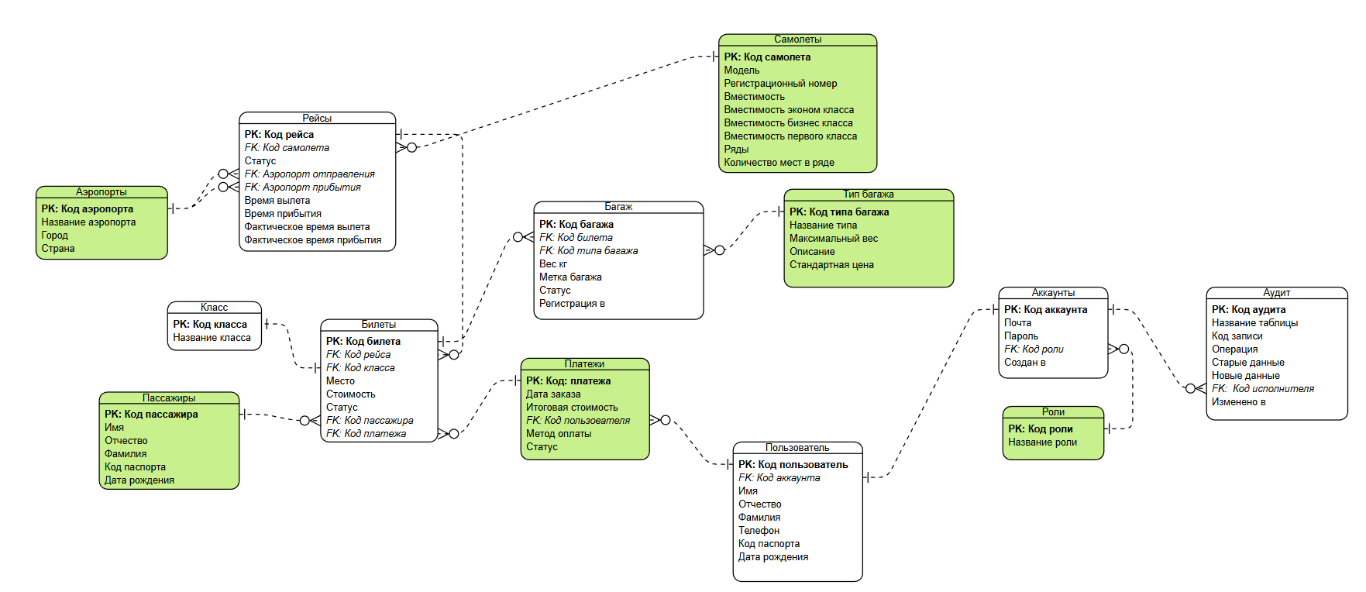 Самолеты
PK: Код самолета
Модель
Регистрационный номер
Вместимость
Вместимость эконом класса
Вместимость бизнес класса
Вместимость первого класса
Ряды
Количество мест в ряде
Рейсы
PK: Код рейса
FK: Код самолета
Статус
FK: Аэропорт отправления
FK: Аэропорт прибытия
Время вылета
Время прибытия
Фактическое время вылета
Фактическое время прибытия
Аэропорты
PK: Код аэропорта
Название аэропорта
Город
Страна
Багаж
PK: Код багажа
FK: Код билета
FK: Код типа багажа
Вес кг
Метка багажа
Статус
Регистрация в
Тип багажа
PK: Код типа багажа
Название типа
Максимальный вес
Описание
Стандартная цена
Класс
PK: Код класса
Название класса
Билеты
PK: Код билета
FK: Код рейса
FK: Код класса
Место
Стоимость
Статус
FK: Код пассажира
FK: Код платежа
Пассажиры
PK: Код пассажира
Имя
Отчество
Фамилия
Код паспорта
Дата рождения
Платежи
PK: Код: платежа
Дата заказа
Итоговая стоимость
FK: Код пользователя
Метод оплаты
Статус
Пользователь
PK: Код пользователь
FK: Код аккаунта
Имя
Отчество
Фамилия
Телефон
Код паспорта
Дата рождения
Аккаунты
PK: Код аккаунта
Почта
Пароль
FK: Код роли
Создан в
Роли
PK: Код роли
Название роли
Аудит
PK: Код аудита
Название таблицы
Код записи
Операция
Старые данные
Новые данные
FK: Код исполнителя
Изменено в